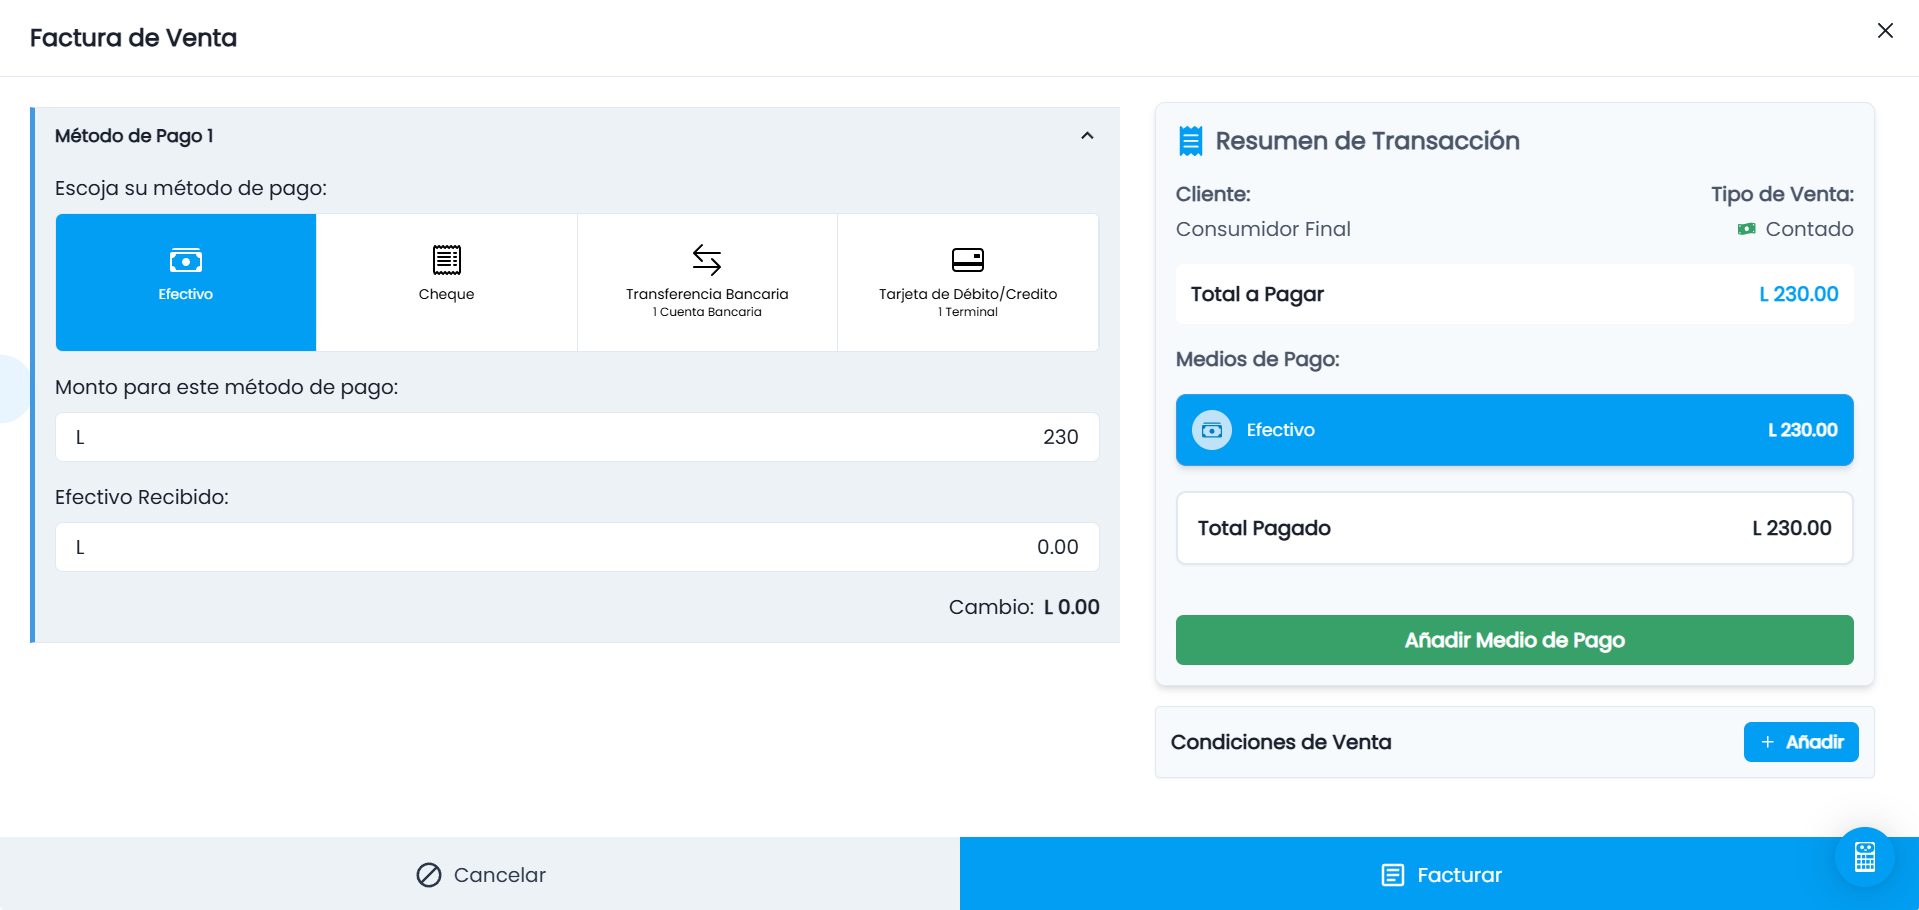 Factura de Venta
Método de Pago 1
Escoja su método de pago:
Efectivo
Cheque
Transferencia Bancaria
1 Cuenta Bancaria
Tarjeta de Débito/Credito
1 Terminal
Monto para este método de pago:
L 230
Efectivo Recibido:
L 0.00
Cambio: L 0.00
Resumen de Transacción
Cliente: Tipo de Venta:
Consumidor Final Contado
Total a Pagar L 230.00
Medios de Pago:
Efectivo L 230.00
Total Pagado L 230.00
Añadir Medio de Pago
Condiciones de Venta + Añadir
Cancelar
Facturar